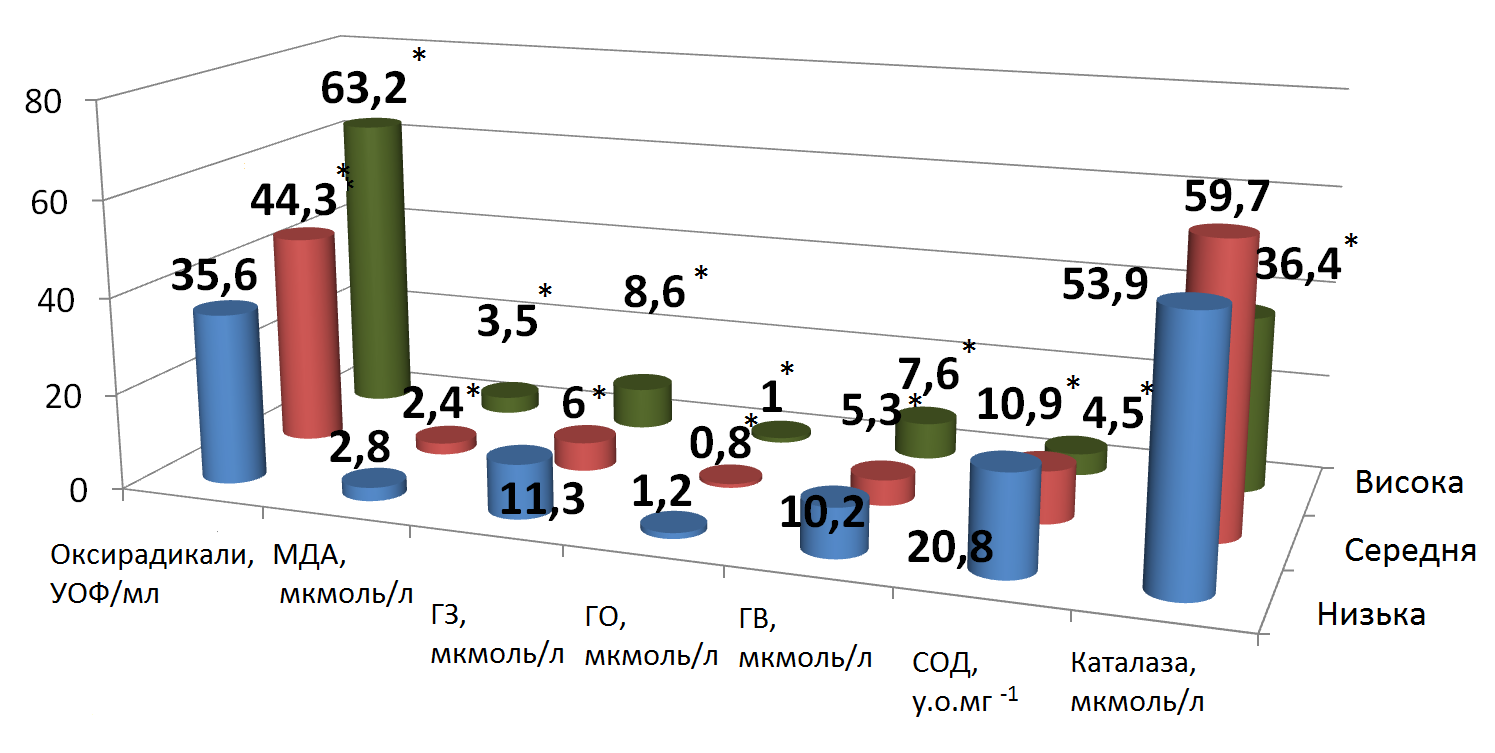 80
60
40
20
0
63,2*
44,3**
35,6
3,5*
2,4*
2,8
8,6*
6*
11,3
1*
0,8*
1,2
7,6*
5,3*
10,2
4,5*
10,9*
20,8
36,4*
59,7
53,9
Оксирадикали,
УОФ/мл
МДА,
мкмоль/л
ГЗ,
мкмоль/л
ГО,
мкмоль/л
ГВ,
мкмоль/л
СОД,
у.о.мг -1
Каталаза,
мкмоль/л
Висока
Середня
Низька